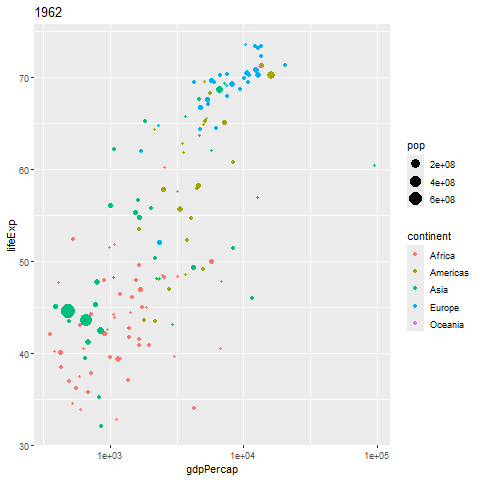 1962
lifeExp
70
60
50
40
30
1e+03
1e+04
1e+05
gdpPercap
pop
2e+08
4e+08
6e+08
continent
Africa
Americas
Asia
Europe
Oceania